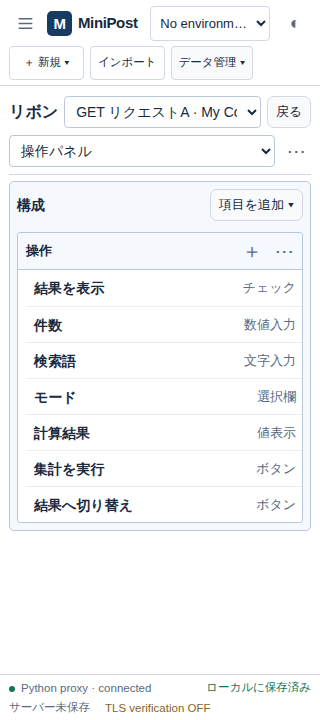 M MiniPost No environm…
＋ 新規 ▾ インポート データ管理 ▾
リボン GET リクエストA · My Cc 戻る
操作パネル ···
構成 項目を追加 ▾
操作 ＋ ···
結果を表示 チェック
件数 数値入力
検索語 文字入力
モード 選択欄
計算結果 値表示
集計を実行 ボタン
結果へ切り替え ボタン
Python proxy · connected ローカルに保存済み
サーバー未保存 TLS verification OFF